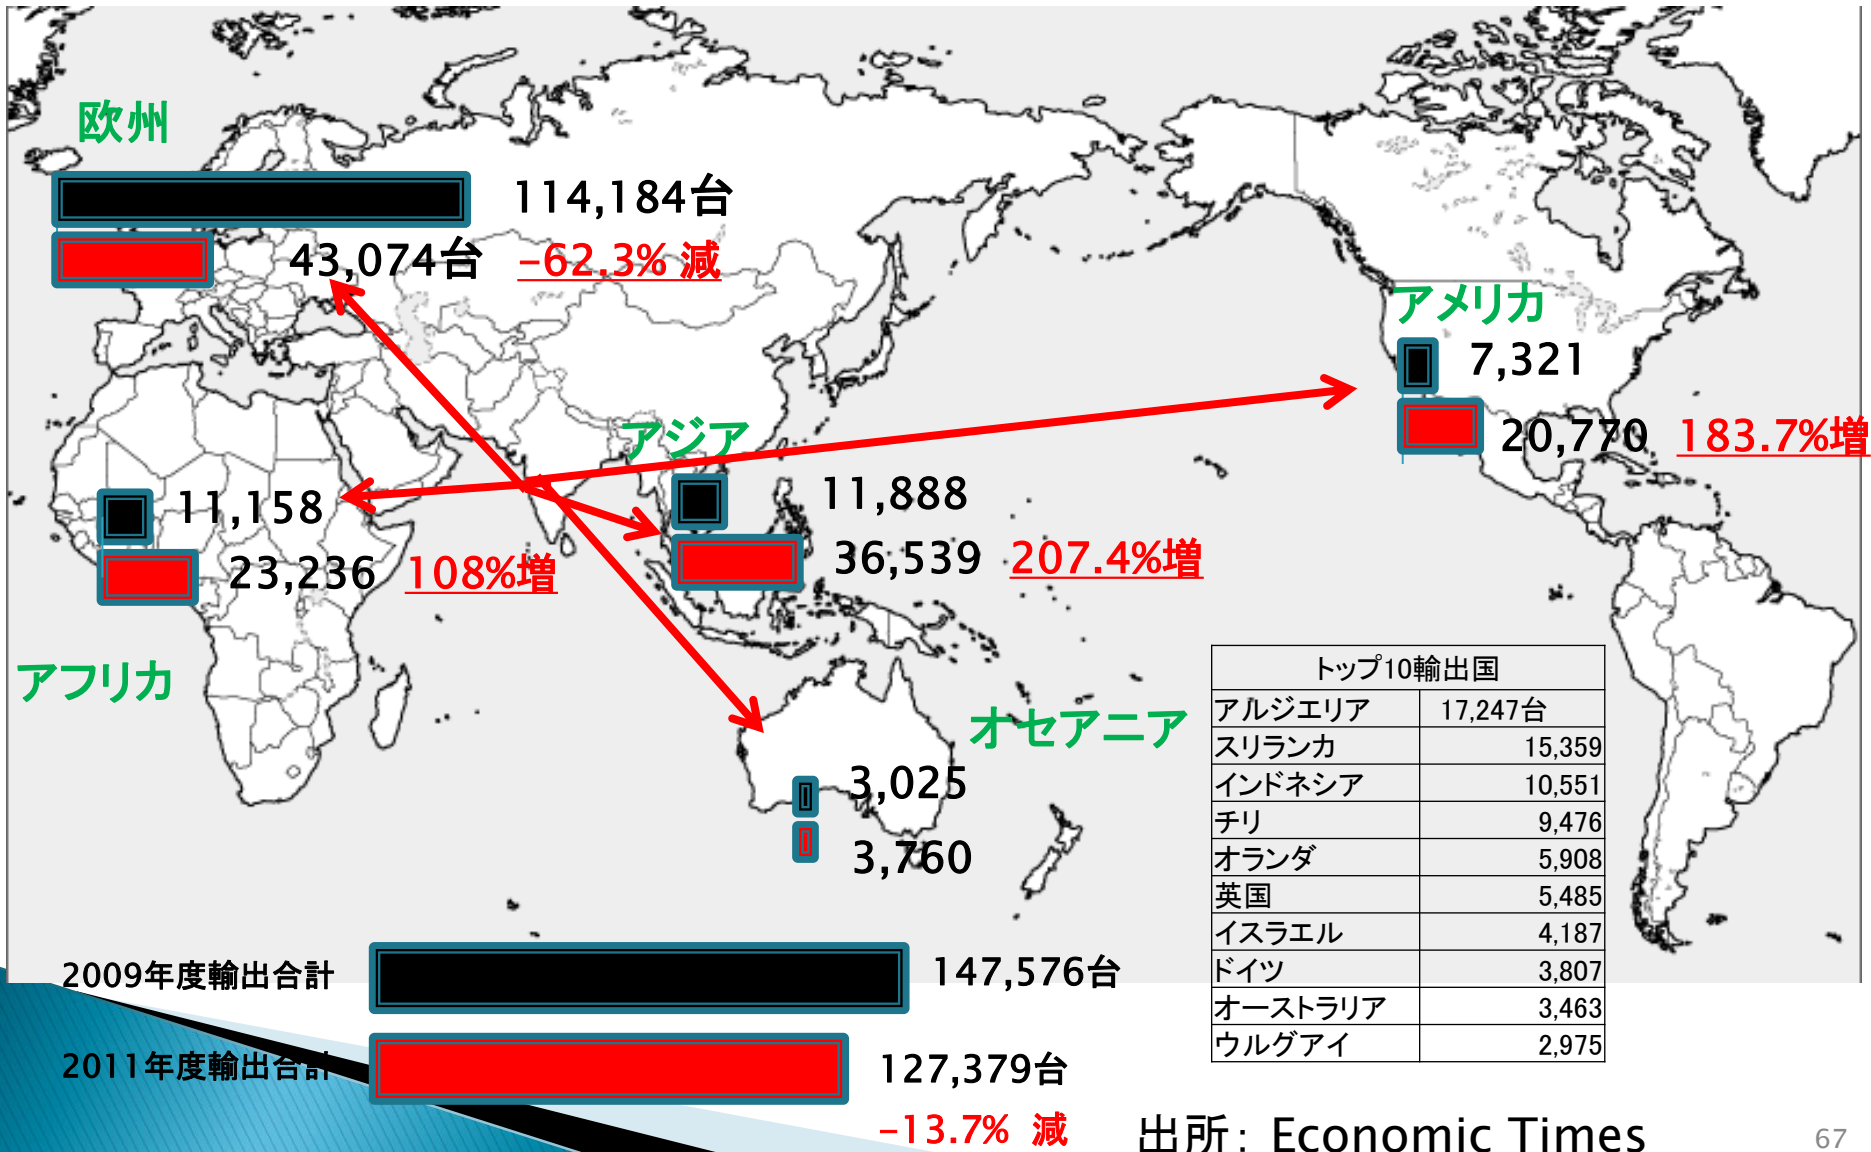 欧州
114,184台
43,074台 -62.3% 減
アメリカ
7,321
20,770 183.7%増
アジア
11,888
36,539 207.4%増
11,158
23,236 108%増
アフリカ
オセアニア
3,025
3,760
トップ10輸出国
アルジエリア 17,247台
スリランカ 15,359
インドネシア 10,551
チリ 9,476
オランダ 5,908
英国 5,485
イスラエル 4,187
ドイツ 3,807
オーストラリア 3,463
ウルグアイ 2,975
2009年度輸出合計 147,576台
2011年度輸出合計 127,379台
-13.7% 減
出所: Economic Times
67